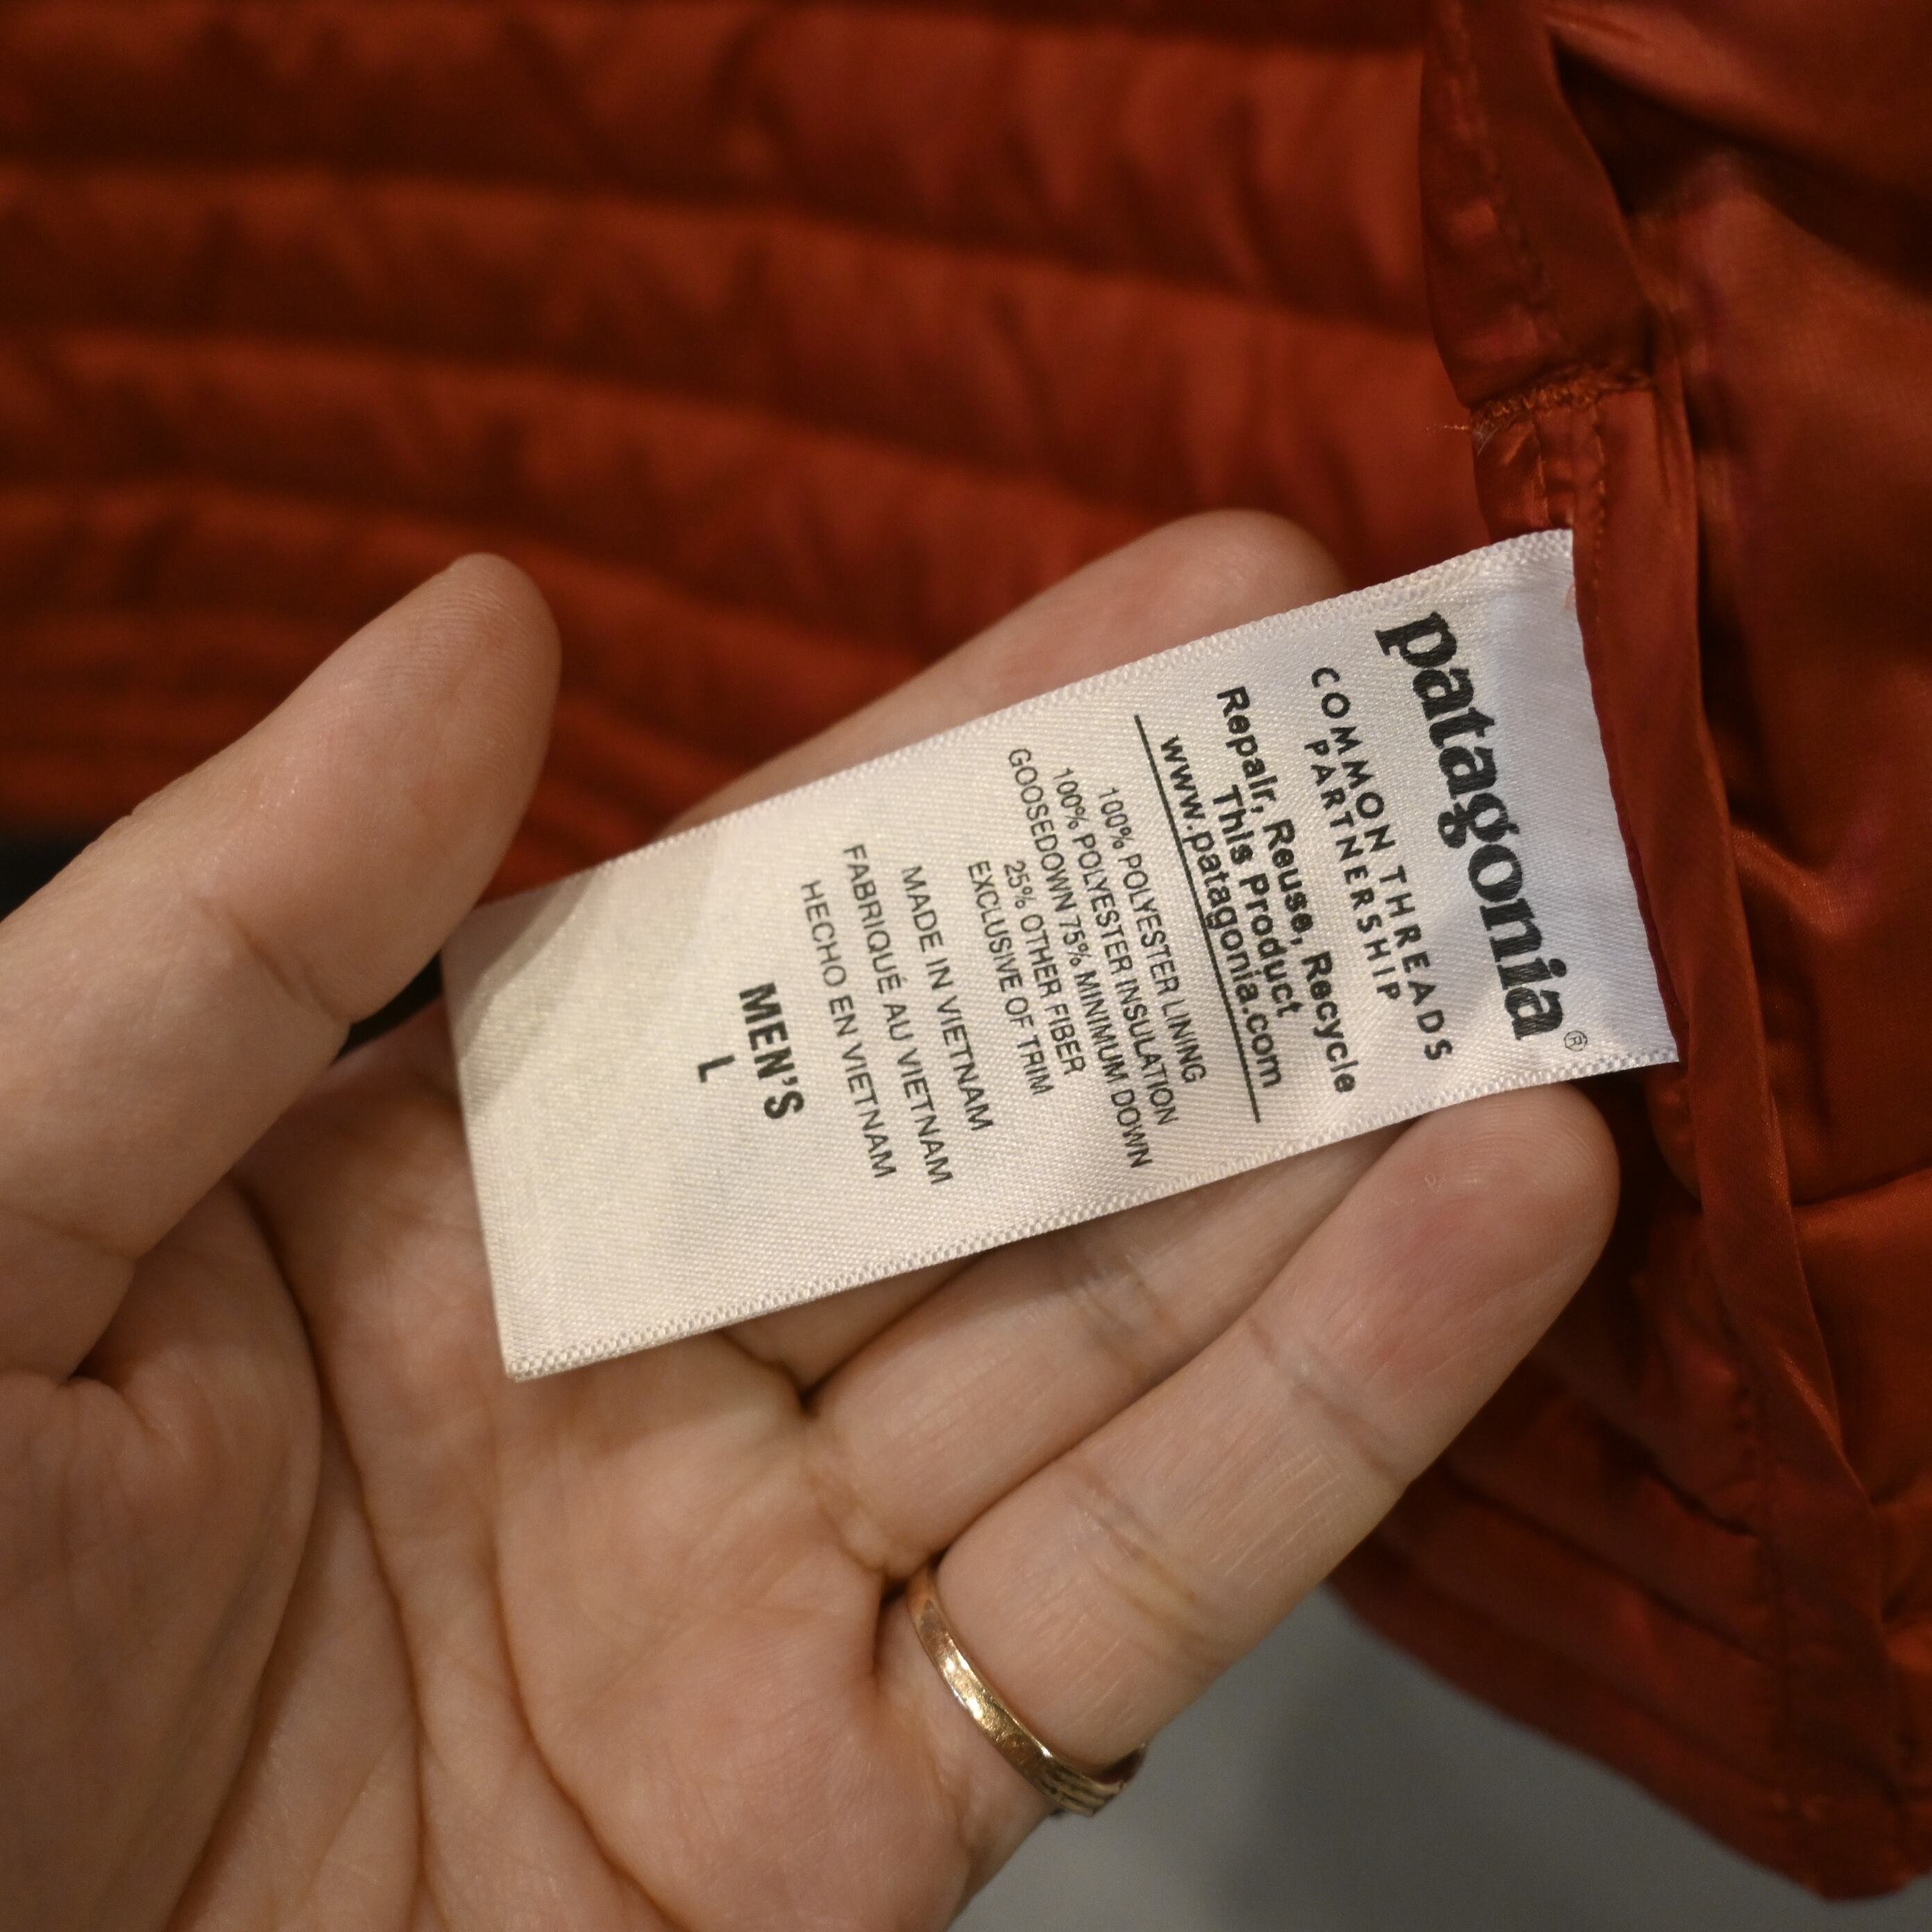 patagonia®
COMMON THREADS
PARTNERSHIP
Repair, Reuse, Recycle
This Product
www.patagonia.com
100% POLYESTER LINING
100% POLYESTER INSULATION
GOOSEDOWN 75% MINIMUM DOWN
25% OTHER FIBER
EXCLUSIVE OF TRIM
MADE IN VIETNAM
FABRIQUÉ AU VIETNAM
HECHO EN VIETNAM
MEN'S
L